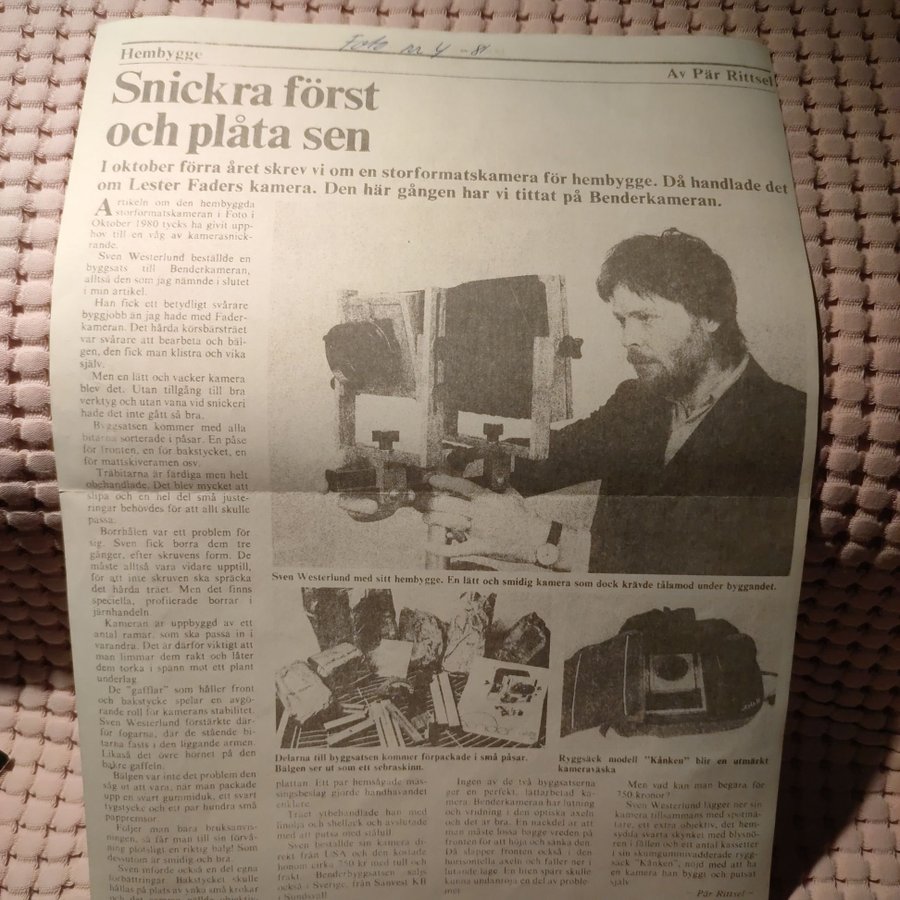 Foto nr 4 -81
Hembygge
Av Pär Rittsel
Snickra först
och plåta sen
I oktober förra året skrev vi om en storformatskamera för hembygge. Då handlade det
om Lester Faders kamera. Den här gången har vi tittat på Benderkameran.
Artikeln om den hembyggda
storformatskameran i Foto i
Oktober 1980 tycks ha givit upp-
hov till en våg av kamerasnick-
rande.
Sven Westerlund beställde en
byggsats till Benderkameran,
alltså den som jag nämnde i slutet
i min artikel.
Han fick ett betydligt svårare
byggjobb än jag hade med Fader-
kameran. Det hårda körsbärsträet
var svårare att bearbeta och bäl-
gen, den fick man klistra och vika
själv.
Men en lätt och vacker kamera
blev det. Utan tillgång till bra
verktyg och utan vana vid snickeri
hade det inte gått så bra.
Byggsatsen kommer med alla
bitarna sorterade i påsar. En påse
för fronten, en för bakstycket, en
för mattskiveramen osv.
Träbitarna är färdiga men helt
obehandlade. Det blev mycket att
slipa och en hel del små juste-
ringar behövdes för att allt skulle
passa.
Borrhålen var ett problem för
sig. Sven fick borra dem tre
gånger, efter skruvens form. De
måste alltså vara vidare upptill,
för att inte skruven ska spräcka
det hårda träet. Men det finns
speciella, profilerade borrar i
järnhandeln.
Kameran är uppbyggd av ett
antal ramar, som ska passa in i
varandra. Det är därför viktigt att
man limmar dem rakt och låter
dem torka i spänn mot ett plant
underlag
De "gafflar" som håller front
och bakstycke spelar en avgö-
rande roll för kamerans stabilitet.
Sven Westerlund förstärkte där-
för fogarna, där de stående bi-
tarna fasts i den liggande armen.
Likaså det övre hörnet på den
bakre gaffeln.
Bälgen var inte det problem den
såg ut att vara, när man packade
upp en svart gummiduk, ett svart
tygstycke och ett par hundra små
pappremsor
Följer man bara bruksanvis-
ningen, så får man till sin förvå-
ning plötsligt en riktig bälg! Som
dessutom är smidig och bra.
Sven införde också en del egna
förbättringar. Bakstycket skulle
hållas på plats av små krokar
Sven Westerlund med sitt hembygge. En lätt och smidig kamera som dock krävde tålamod under byggandet.
Delarna till byggsatsen kommer förpackade i små påsar.
Bälgen ser ut som ett sebraskinn.
Ryggsäck modell "Kånken" blir en utmärkt
kameraväska
plattan. Ett par hemsågade mäs-
singsbeslag gjorde handhavandet
enklare.
Träet ytbehandlade han med
linolja och shellack och avslutade
med att putsa med stålull
Sven beställde sin kamera di-
rekt från USA och den kostade
honom cirka 750 kr med tull och
frakt. Benderbyggsatsen säljs
också i Sverige, från Sanvest KB
i Sundsvall
Ingen av de två byggsatserna
ger en perfekt, lättarbetad ka-
mera. Benderkameran har lutning
och vridning i den optiska axeln
och det är bra. En nackdel är att
man måste lossa bägge vreden på
fronten för att höja och sänka den.
Då släpper fronten också i den
horisontella axeln och faller ner i
lutande läge. En liten spärr skulle
kunna undanröja en del av proble-
met
Men vad kan man begära för
750 kronor?
Sven Westerlund lägger ner sin
kamera tillsammans med spotmä-
tare, ett extra objektiv, det hem-
sydda svarta skynket med blysnö-
ren i fållen och ett antal kassetter
i sin skumgummivadderade rygg-
säck "Kånken", nöjd med att ha
en kamera han byggt och putsat
själv
– Pär Rittsel –